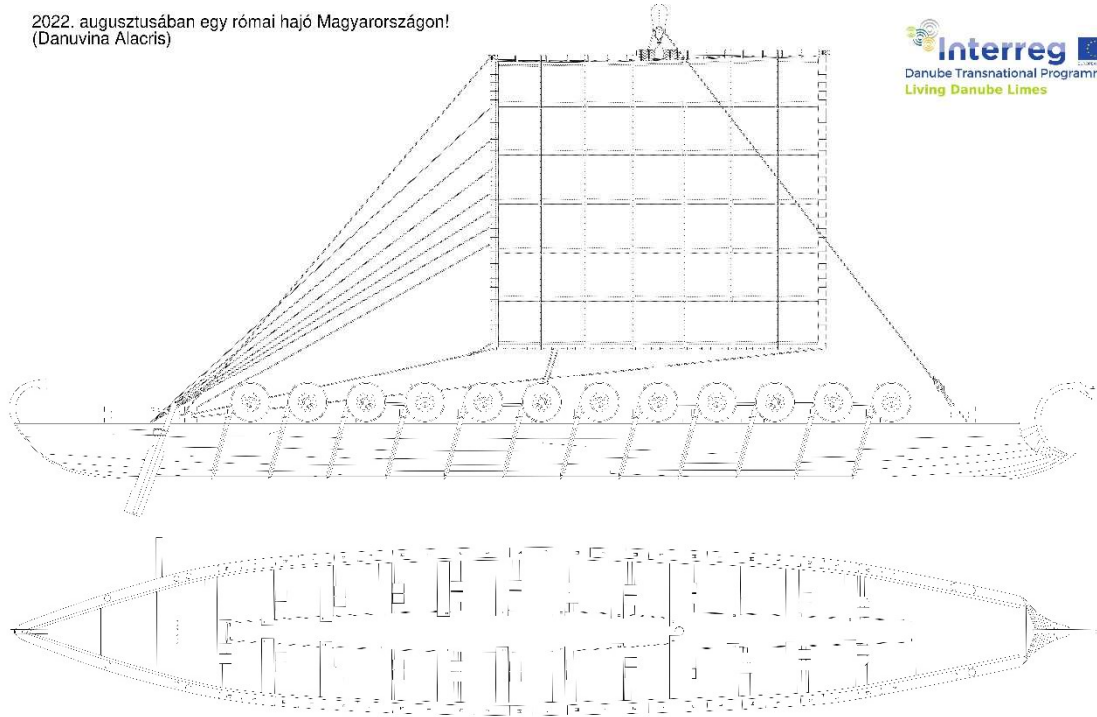 2022. augusztusában egy római hajó Magyarországon!
(Danuvina Alacris)
Interreg
Danube Transnational Programm
Living Danube Limes